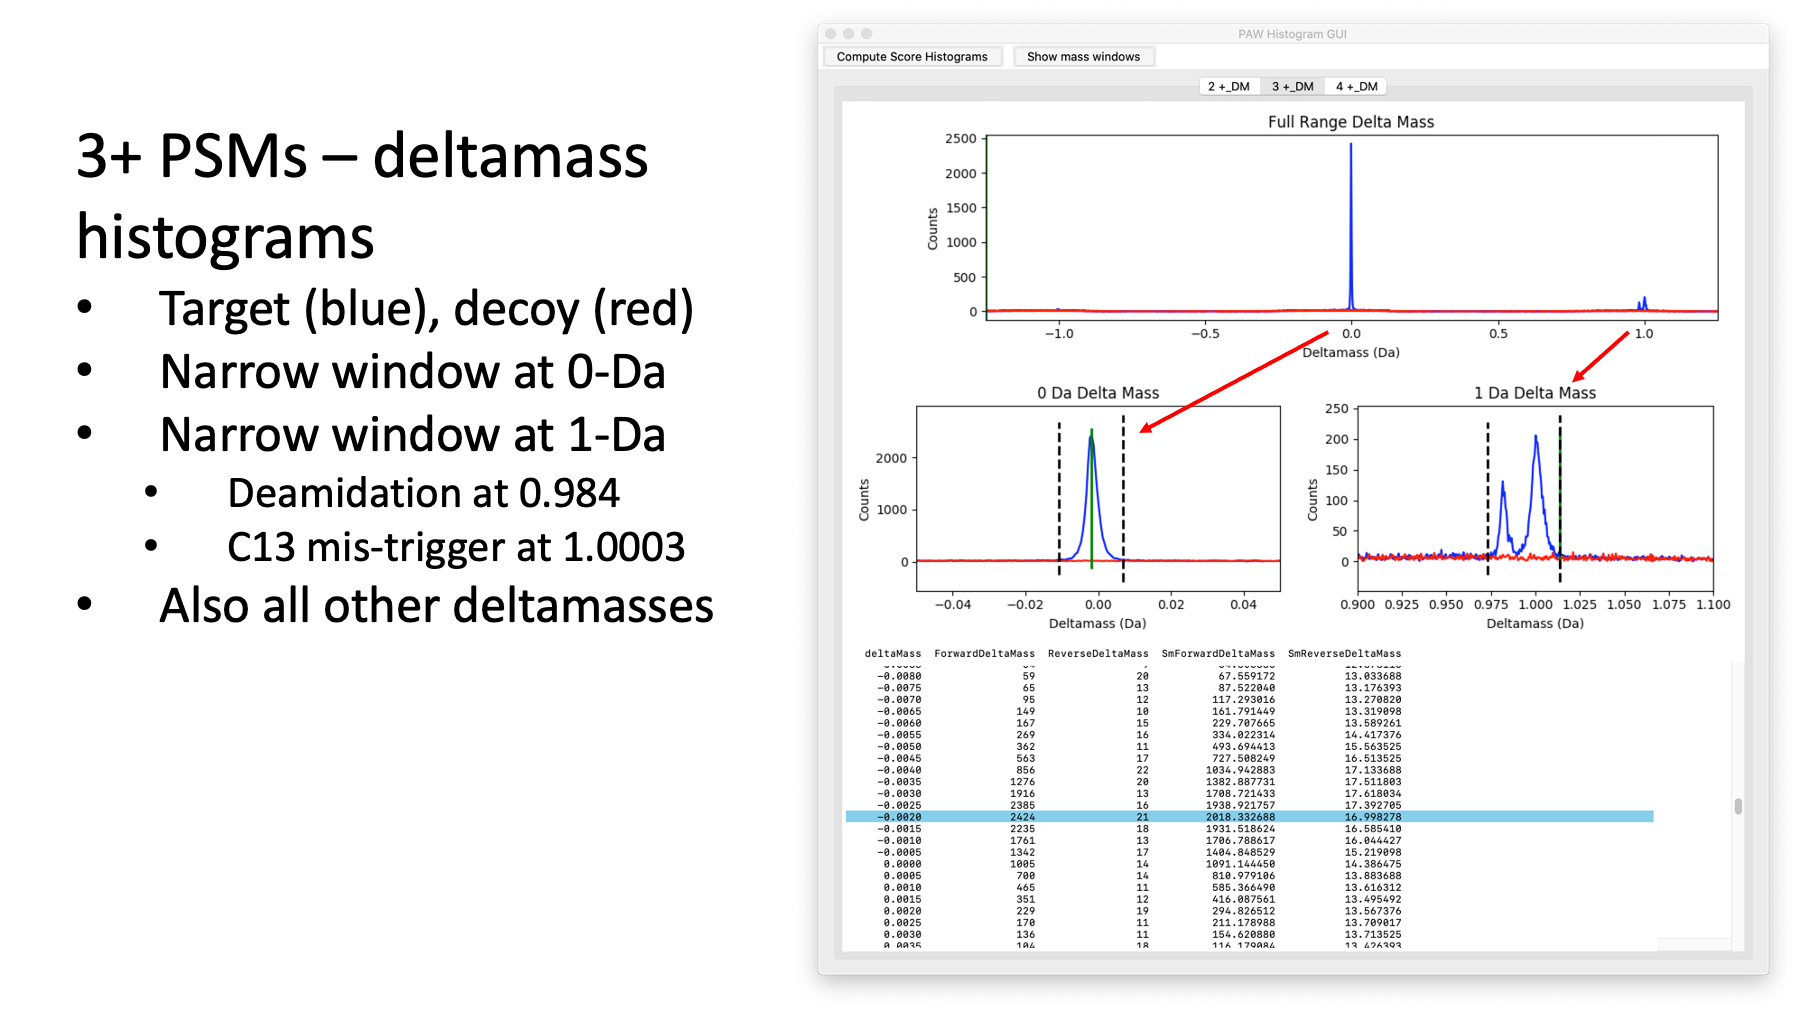 3+ PSMs – deltamass
histograms
• Target (blue), decoy (red)
• Narrow window at 0-Da
• Narrow window at 1-Da
• Deamidation at 0.984
• C13 mis-trigger at 1.0003
• Also all other deltamasses
PAW Histogram GUI
Compute Score Histograms Show mass windows
2 +_DM 3 +_DM 4 +_DM
Full Range Delta Mass
2500
2000
1500
1000
500
0
Counts
−1.0 −0.5 0.0 0.5 1.0
Deltamass (Da)
0 Da Delta Mass
2000
1000
0
Counts
−0.04 −0.02 0.00 0.02 0.04
Deltamass (Da)
1 Da Delta Mass
250
200
150
100
50
0
Counts
0.900 0.925 0.950 0.975 1.000 1.025 1.050 1.075 1.100
Deltamass (Da)
deltaMass ForwardDeltaMass ReverseDeltaMass SmForwardDeltaMass SmReverseDeltaMass
-0.0080 59 20 67.559172 13.033688
-0.0075 65 13 87.522040 13.176393
-0.0070 95 12 117.293016 13.270820
-0.0065 149 10 161.791449 13.319098
-0.0060 167 15 229.707665 13.589261
-0.0055 269 16 334.022314 14.417376
-0.0050 362 11 493.694413 15.563525
-0.0045 563 17 727.508249 16.513525
-0.0040 856 22 1034.942883 17.133688
-0.0035 1276 20 1382.887731 17.511803
-0.0030 1916 13 1708.721433 17.618034
-0.0025 2385 16 1938.921757 17.392705
-0.0020 2424 21 2018.332688 16.998278
-0.0015 2235 18 1931.518624 16.585410
-0.0010 1761 13 1706.788617 16.044427
-0.0005 1342 17 1404.848529 15.219098
0.0000 1005 14 1091.144450 14.386475
0.0005 700 14 810.979106 13.883688
0.0010 465 11 585.366490 13.616312
0.0015 351 12 416.087561 13.495492
0.0020 229 19 294.826512 13.567376
0.0025 170 11 211.178988 13.709017
0.0030 136 11 154.620880 13.713525
0.0035 104 18 116.179084 13.426393